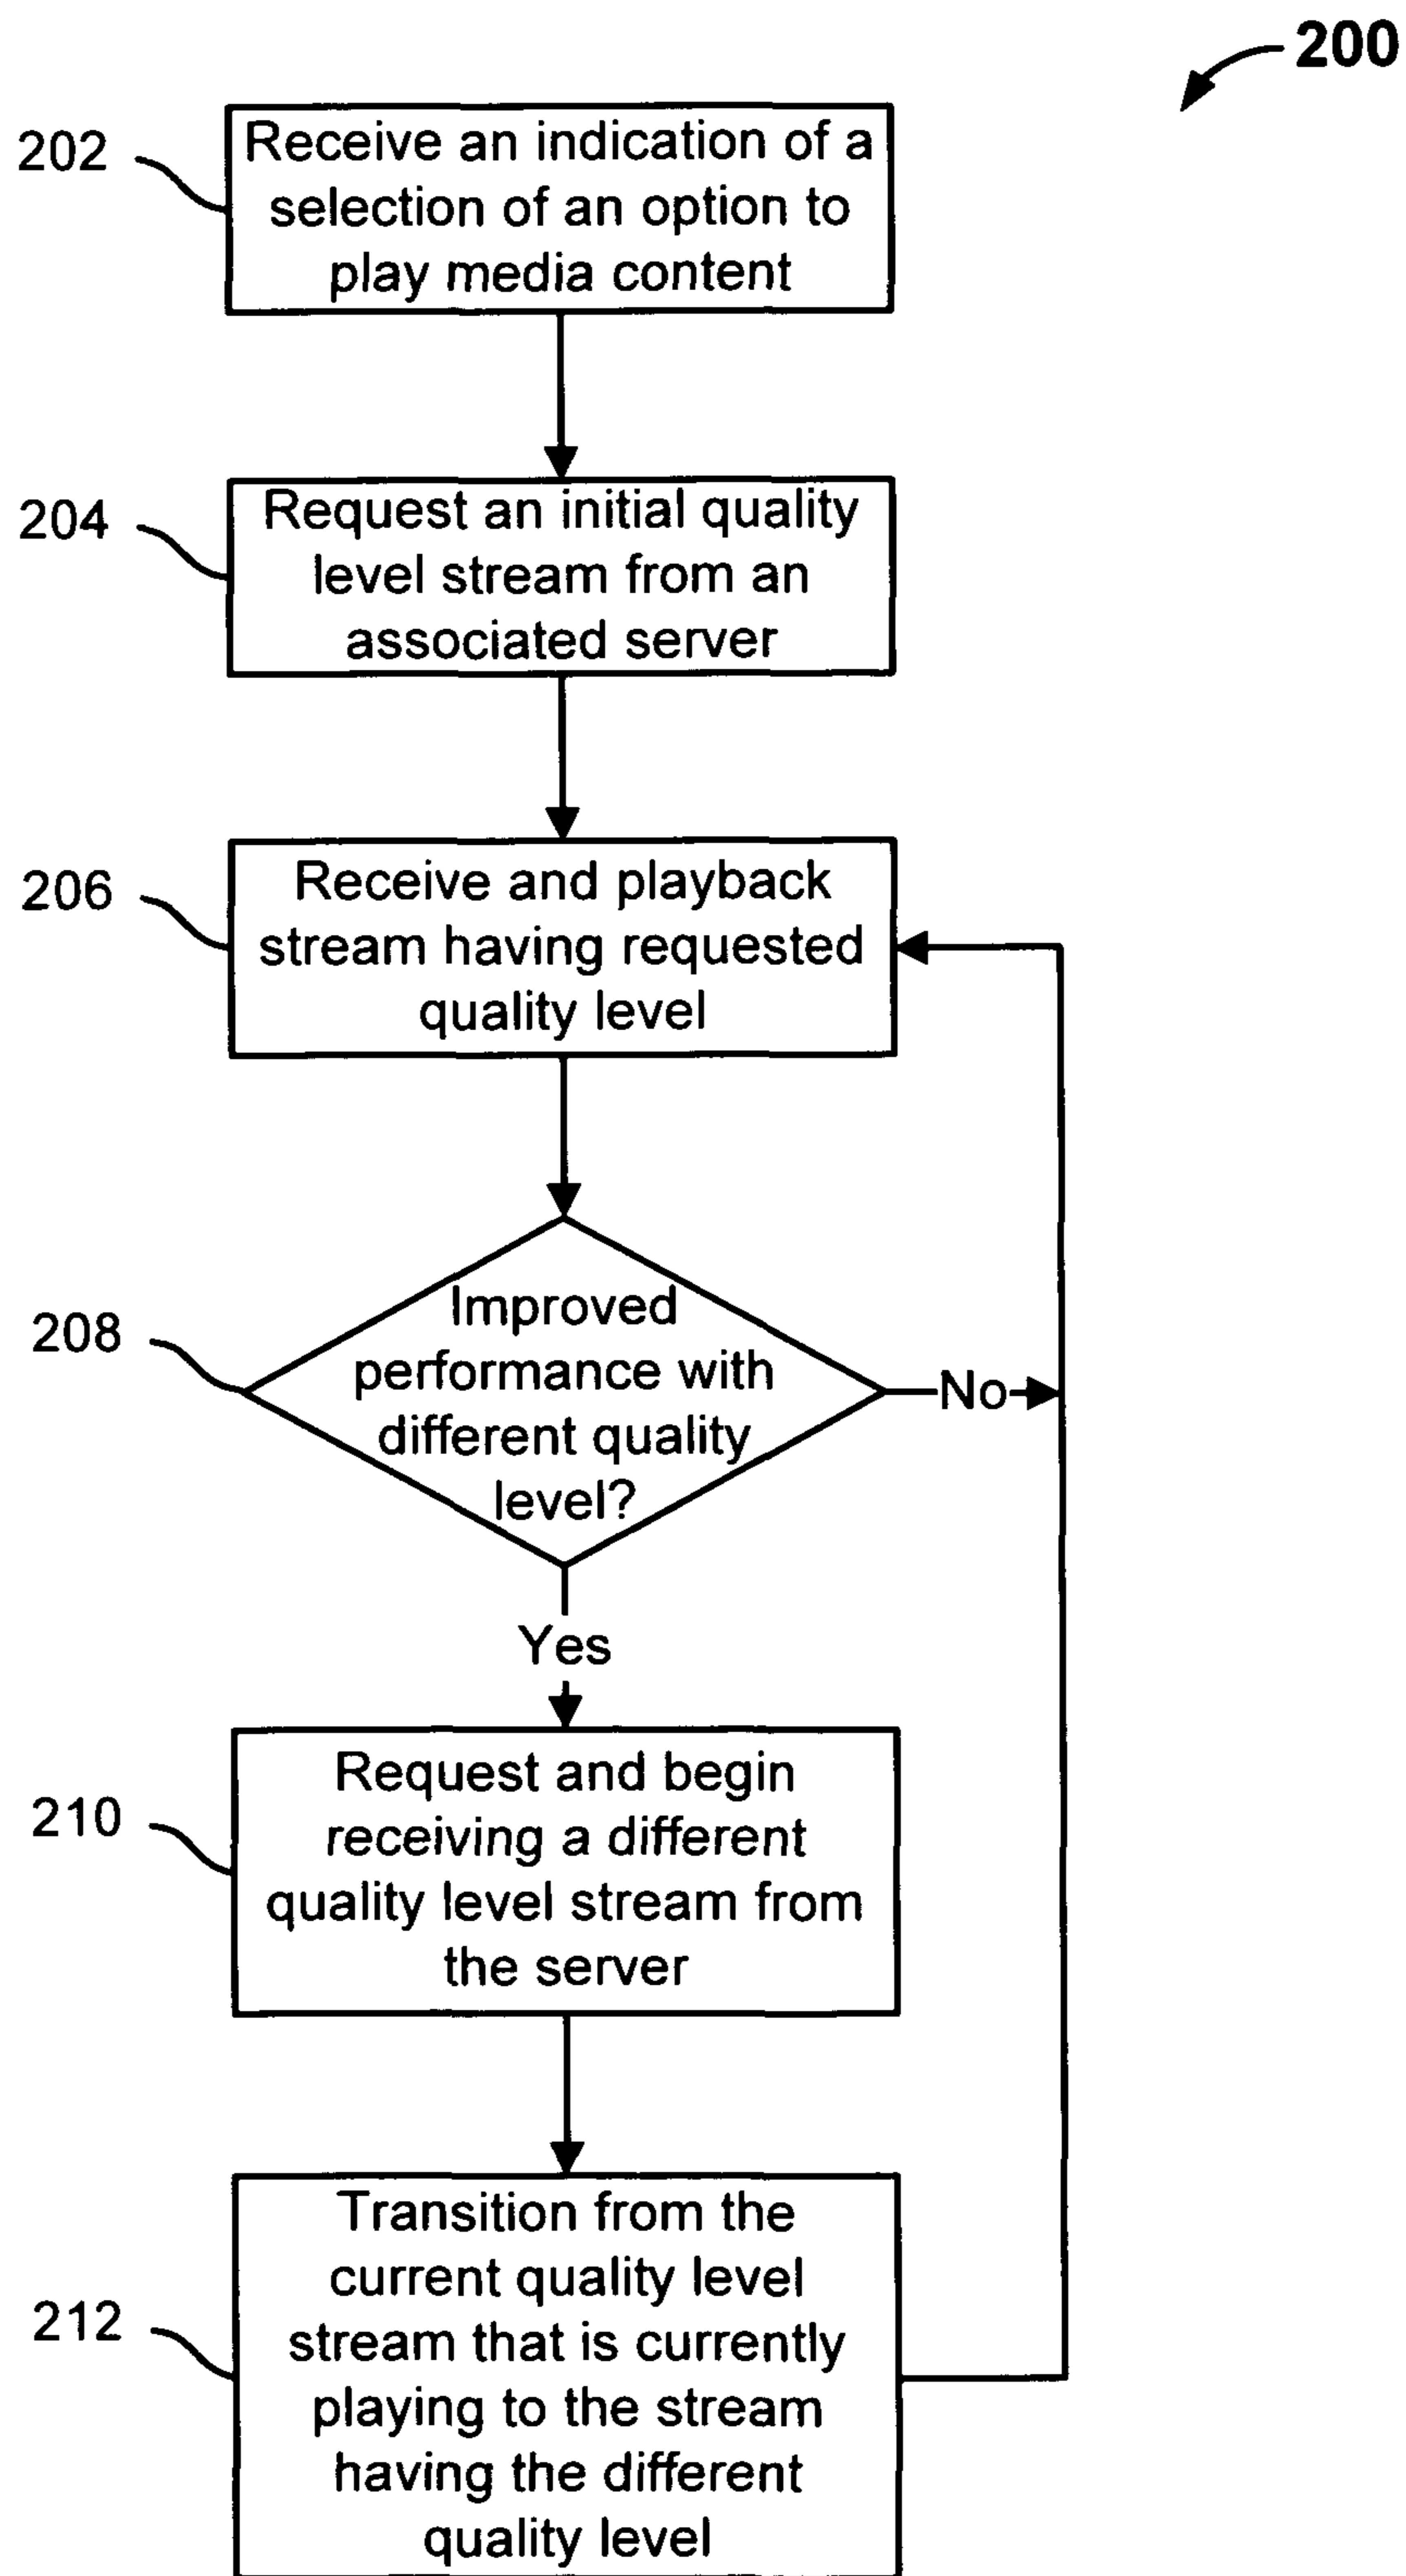 200
202
Receive an indication of a
selection of an option to
play media content
204
Request an initial quality
level stream from an
associated server
206
Receive and playback
stream having requested
quality level
208
Improved
performance with
different quality
level?
No
Yes
210
Request and begin
receiving a different
quality level stream from
the server
212
Transition from the
current quality level
stream that is currently
playing to the stream
having the different
quality level